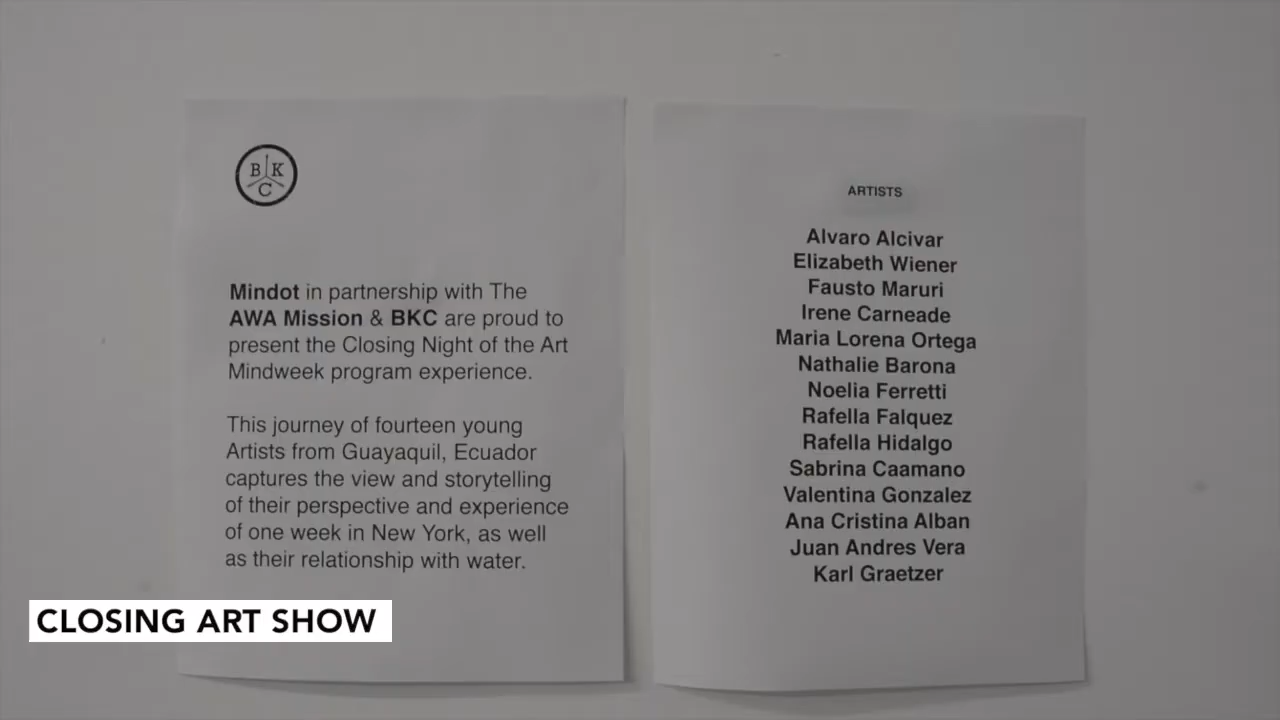 B K
C
Mindot in partnership with The
AWA Mission & BKC are proud to
present the Closing Night of the Art
Mindweek program experience.
This journey of fourteen young
Artists from Guayaquil, Ecuador
captures the view and storytelling
of their perspective and experience
of one week in New York, as well
as their relationship with water.
ARTISTS
Alvaro Alcivar
Elizabeth Wiener
Fausto Maruri
Irene Carneade
Maria Lorena Ortega
Nathalie Barona
Noelia Ferretti
Rafella Falquez
Rafella Hidalgo
Sabrina Caamano
Valentina Gonzalez
Ana Cristina Alban
Juan Andres Vera
Karl Graetzer
CLOSING ART SHOW